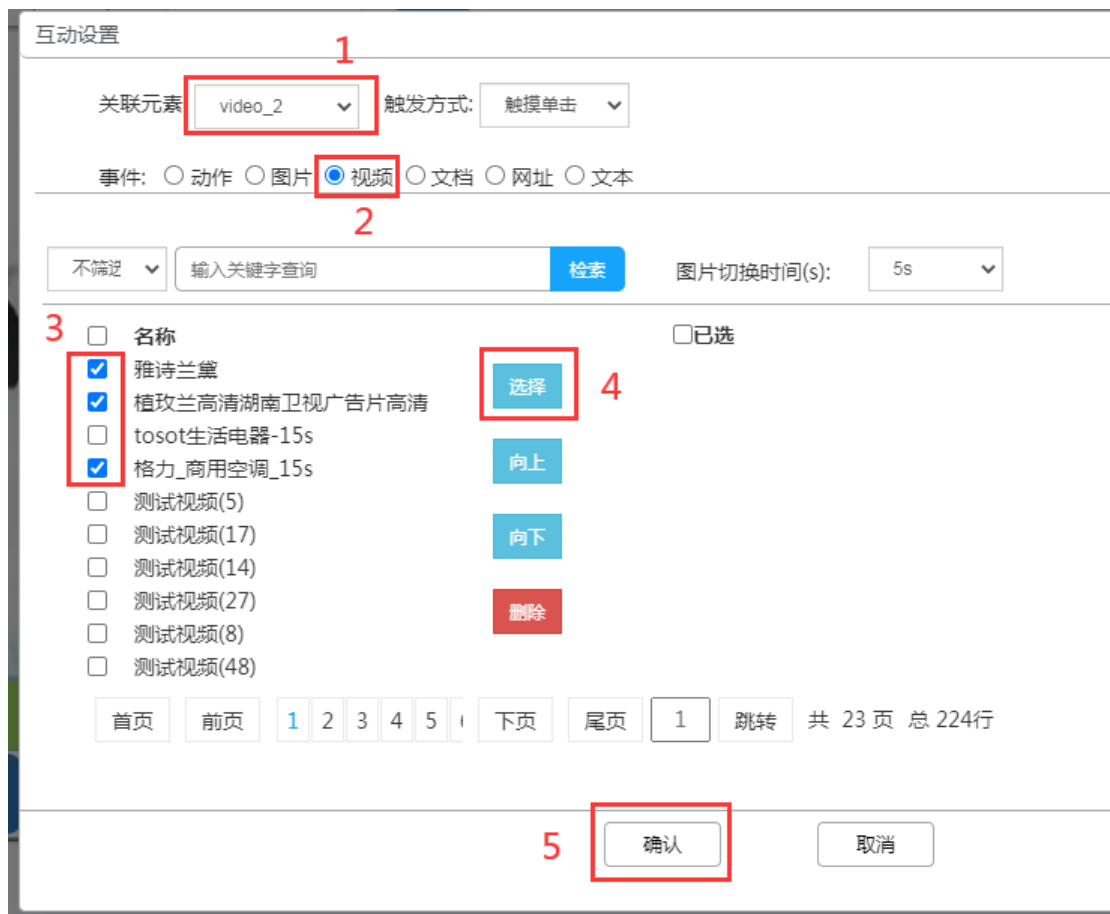 互动设置
1
关联元素 video_2 触发方式: 触摸单击
事件: 动作 图片 视频 文档 网址 文本
2
不筛选 输入关键字查询 检索 图片切换时间(s): 5s
3 名称 已选
雅诗兰黛 选择 4
植玫兰高清湖南卫视广告片高清
tosot生活电器-15s
格力_商用空调_15s 向上
测试视频(5)
测试视频(17) 向下
测试视频(14)
测试视频(27) 删除
测试视频(8)
测试视频(48)
首页 前页 1 2 3 4 5 下页 尾页 1 跳转 共 23 页 总 224行
5 确认 取消